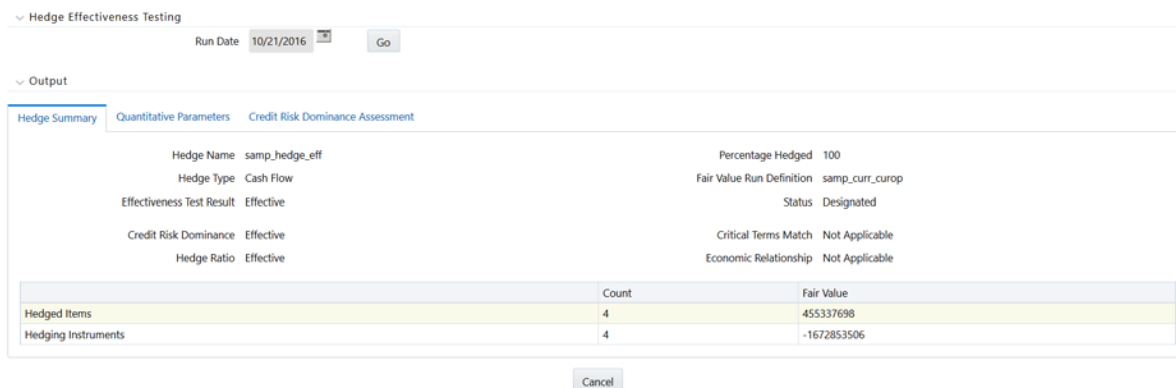 Hedge Effectiveness Testing
Run Date 10/21/2016 Go
Output
Hedge Summary Quantitative Parameters Credit Risk Dominance Assessment
Hedge Name samp_hedge_eff Percentage Hedged 100
Hedge Type Cash Flow Fair Value Run Definition samp_curr_curop
Effectiveness Test Result Effective Status Designated
Credit Risk Dominance Effective Critical Terms Match Not Applicable
Hedge Ratio Effective Economic Relationship Not Applicable
Count Fair Value
Hedged Items 4 455337698
Hedging Instruments 4 -1672853506
Cancel